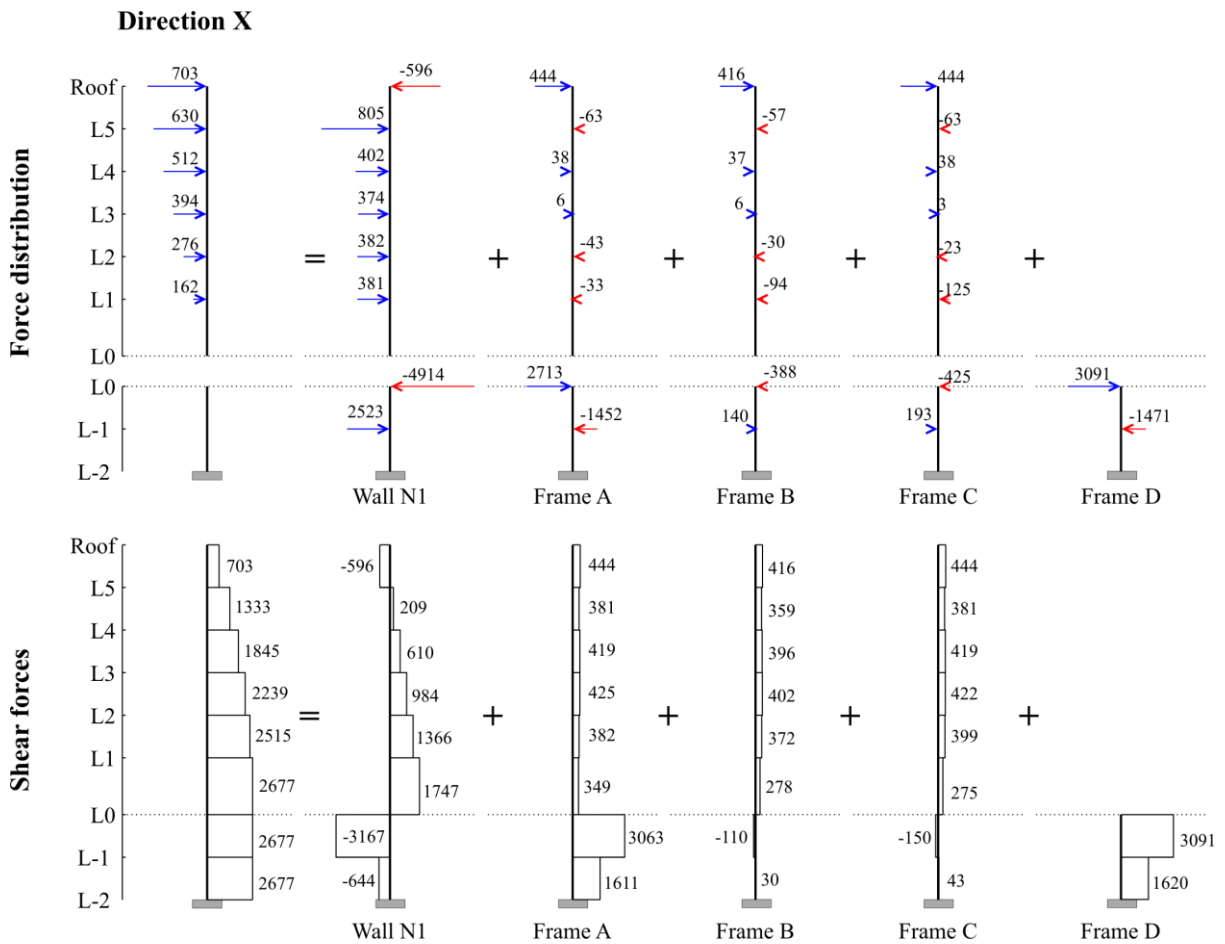 Direction X
Force distribution
Roof 703 -596 444 416 444
L5 630 805 -63 -57 -63
L4 512 402 38 37 38
L3 394 374 6 6 3
L2 276 = 382 + -43 + -30 + -23 +
L1 162 381 -33 -94 -125
L0
L0 -4914 2713 -388 -425 3091
L-1 2523 -1452 140 193 -1471
L-2
Wall N1 Frame A Frame B Frame C Frame D
Shear forces
Roof
703 -596 444 416 444
L5
1333 209 381 359 381
L4
1845 610 419 396 419
L3
2239 984 425 402 422
L2 = + + + +
2515 1366 382 372 399
L1
2677 1747 349 278 275
L0
2677 -3167 3063 -110 -150 3091
L-1
2677 -644 1611 30 43 1620
L-2
Wall N1 Frame A Frame B Frame C Frame D